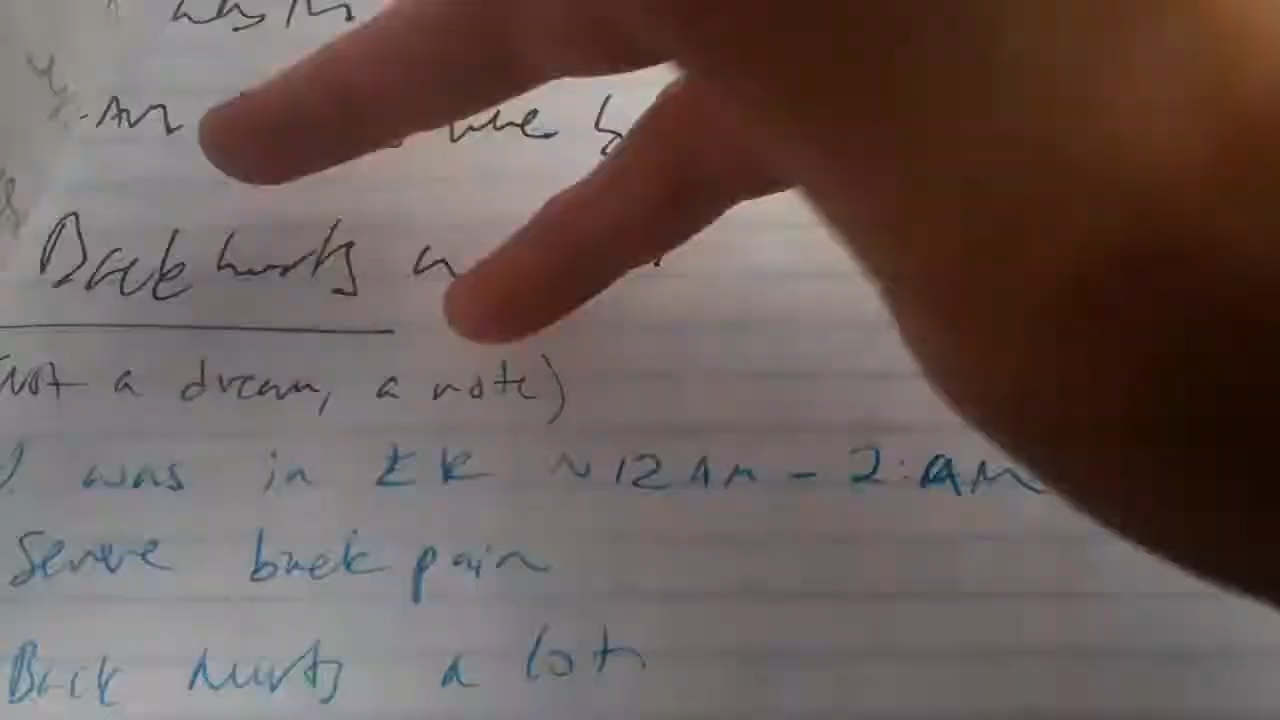 Back hurts a
(Not a dream, a note)
I was in ER ~12AM - 2:AM
Severe back pain
Back hurts a lot